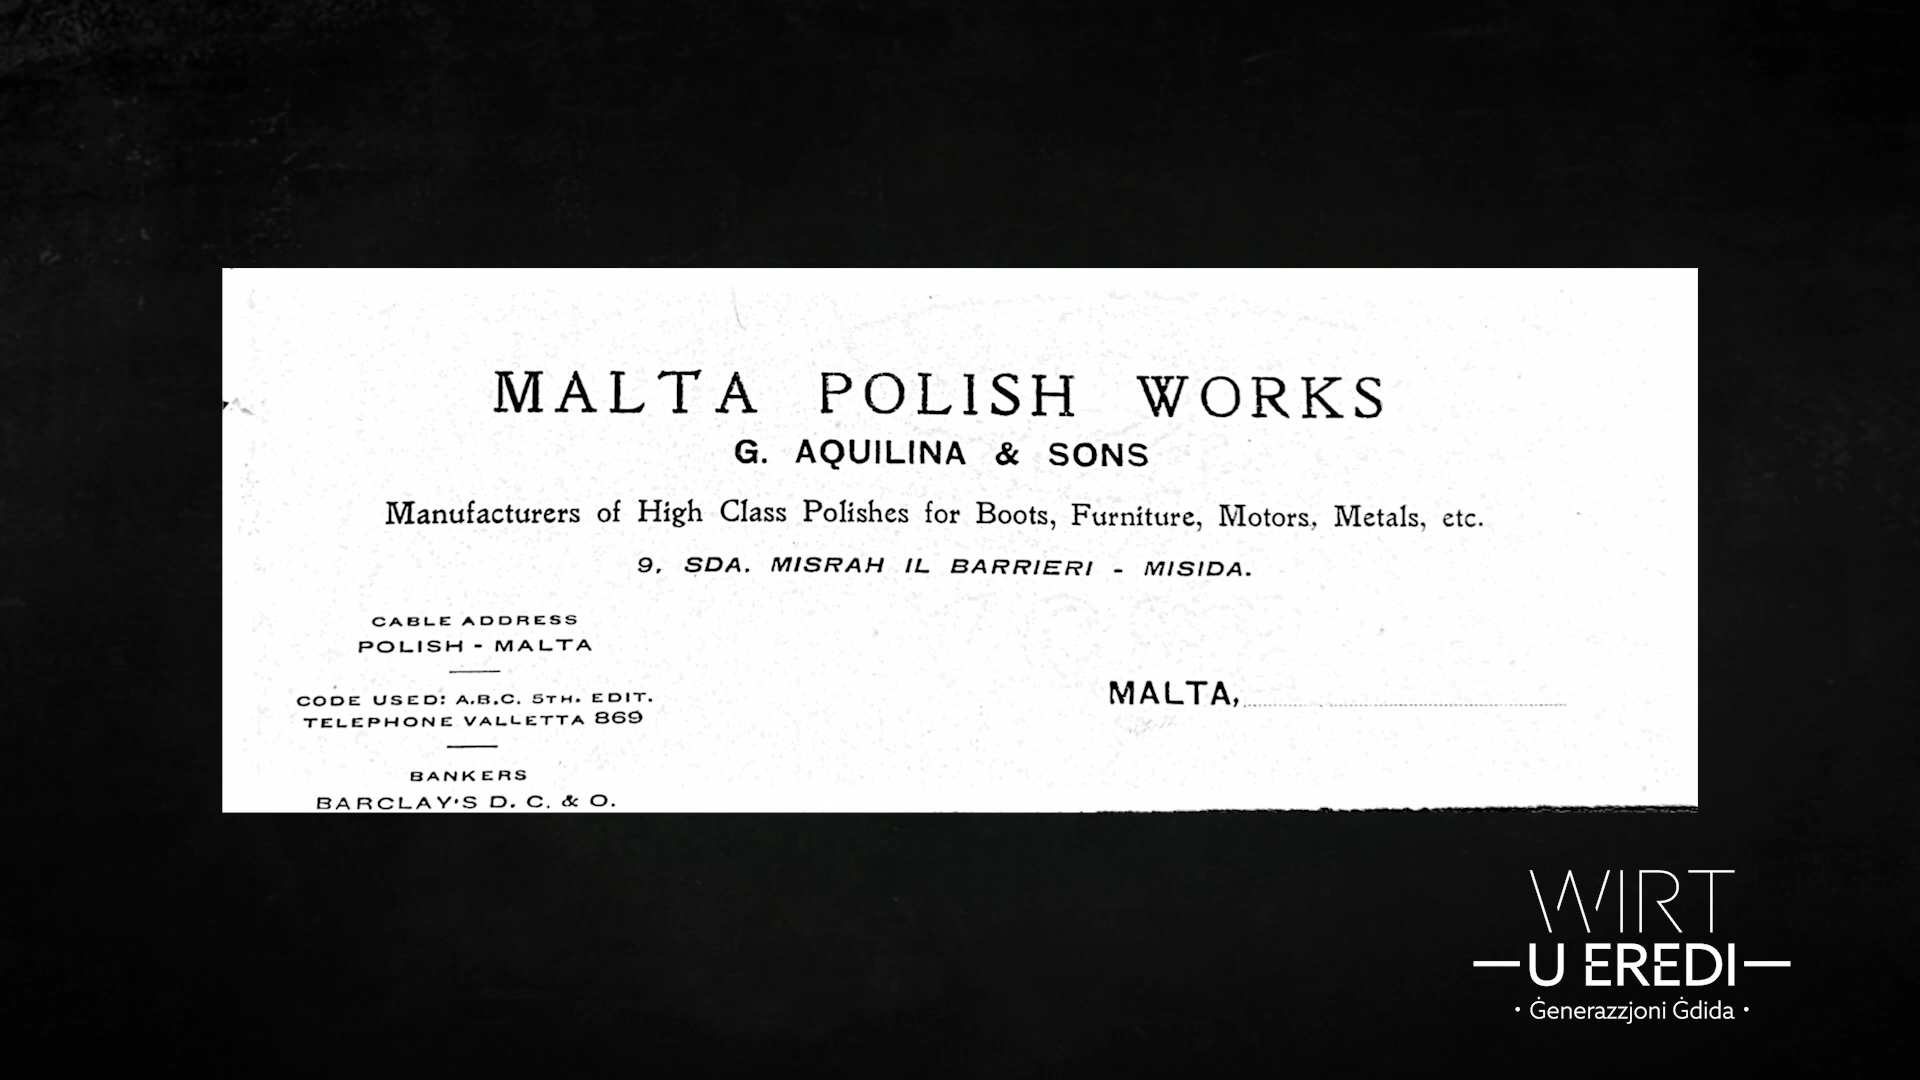 MALTA POLISH WORKS
G. AQUILINA & SONS
Manufacturers of High Class Polishes for Boots, Furniture, Motors, Metals, etc.
9, SDA. MISRAH IL BARRIERI - MISIDA.
CABLE ADDRESS
POLISH - MALTA
CODE USED: A.B.C. 5TH. EDIT.
TELEPHONE VALLETTA 869
BANKERS
BARCLAY'S D. C. & O.
MALTA,
WIRT
U EREDI
• Ġenerazzjoni Ġdida •